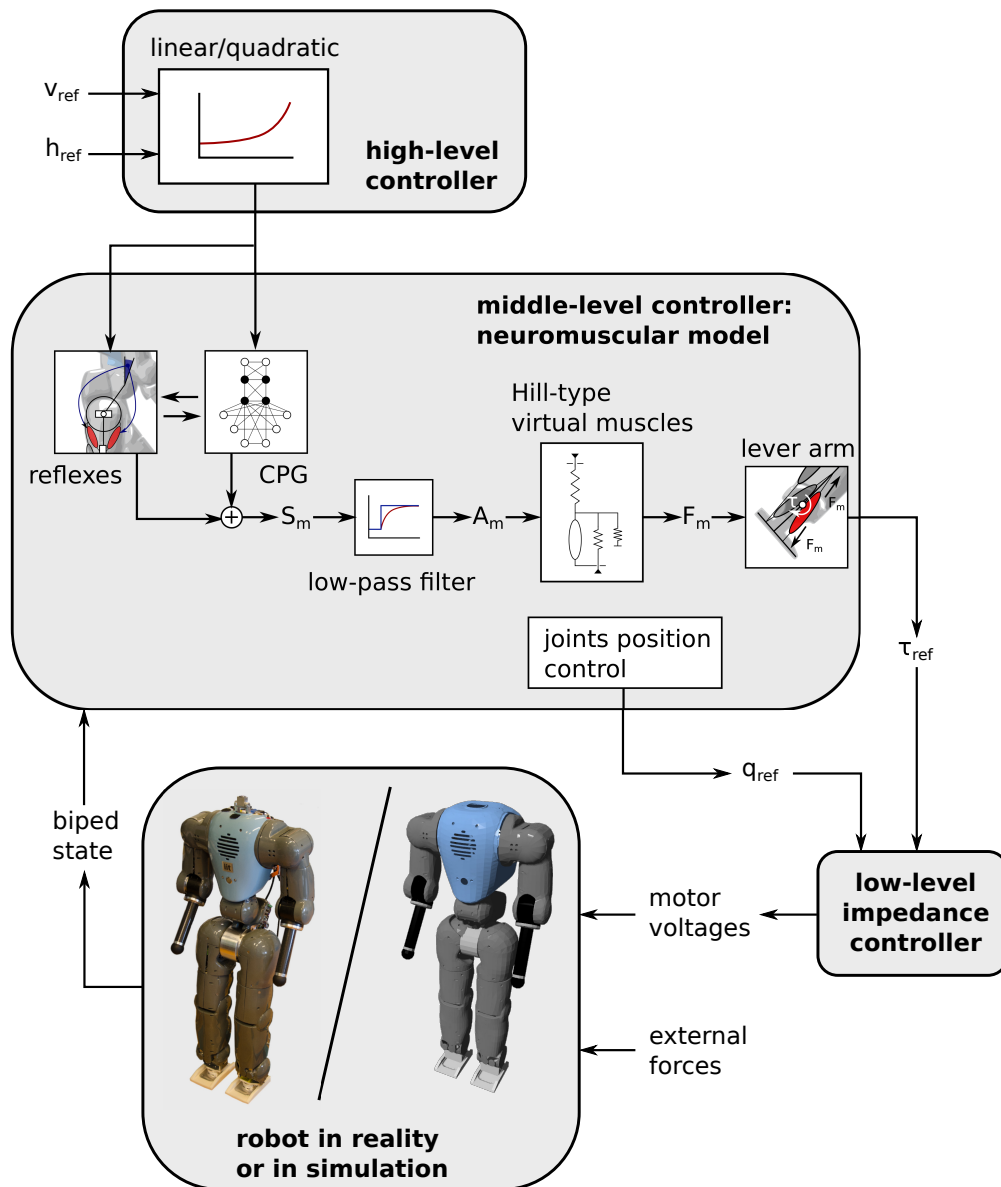 linear/quadratic
v_ref
h_ref
high-level
controller
middle-level controller:
neuromuscular model
reflexes
CPG
S_m
low-pass filter
A_m
Hill-type
virtual muscles
F_m
lever arm
τ
F_m
F_m
joints position
control
τ_ref
q_ref
biped
state
low-level
impedance
controller
motor
voltages
external
forces
robot in reality
or in simulation